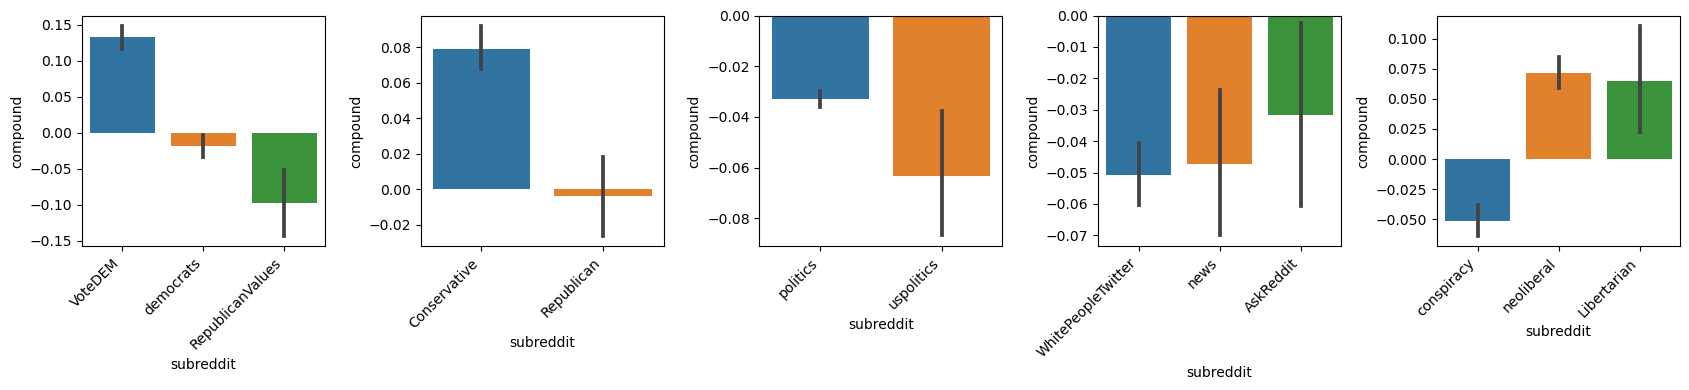 compound
0.15
0.10
0.05
0.00
−0.05
−0.10
−0.15
VoteDEM
democrats
RepublicanValues
subreddit
compound
0.08
0.06
0.04
0.02
0.00
−0.02
Conservative
Republican
subreddit
compound
0.00
−0.02
−0.04
−0.06
−0.08
politics
uspolitics
subreddit
compound
0.00
−0.01
−0.02
−0.03
−0.04
−0.05
−0.06
−0.07
WhitePeopleTwitter
news
AskReddit
subreddit
compound
0.100
0.075
0.050
0.025
0.000
−0.025
−0.050
conspiracy
neoliberal
Libertarian
subreddit